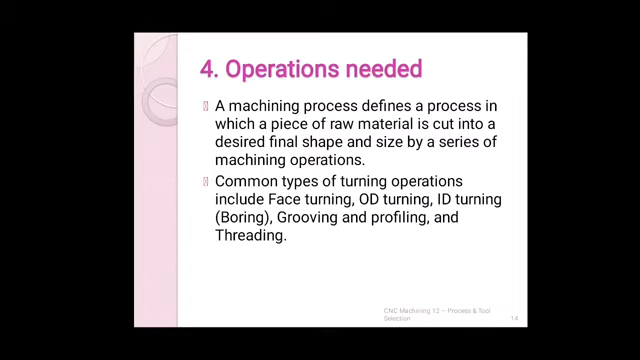 4. Operations needed
A machining process defines a process in
which a piece of raw material is cut into a
desired final shape and size by a series of
machining operations.
Common types of turning operations
include Face turning, OD turning, ID turning
(Boring), Grooving and profiling, and
Threading.
CNC Machining 12 – Process & Tool
Selection
14